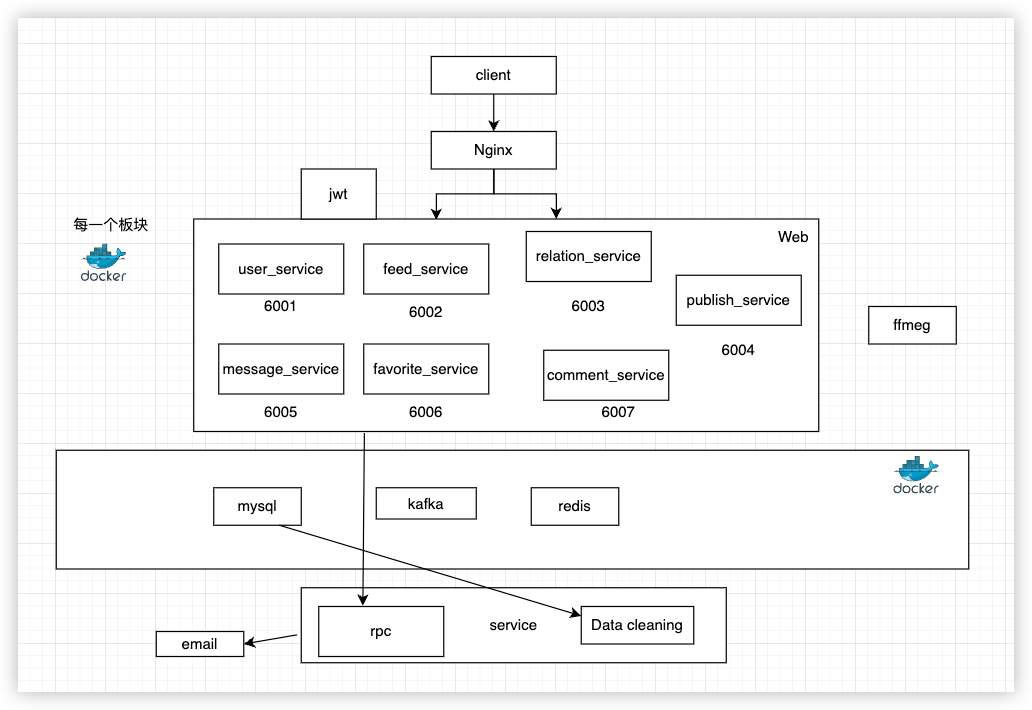 client
Nginx
jwt
每一个板块
docker
Web
user_service
6001
feed_service
6002
relation_service
6003
publish_service
6004
ffmeg
message_service
6005
favorite_service
6006
comment_service
6007
docker
mysql
kafka
redis
rpc
service
Data cleaning
email